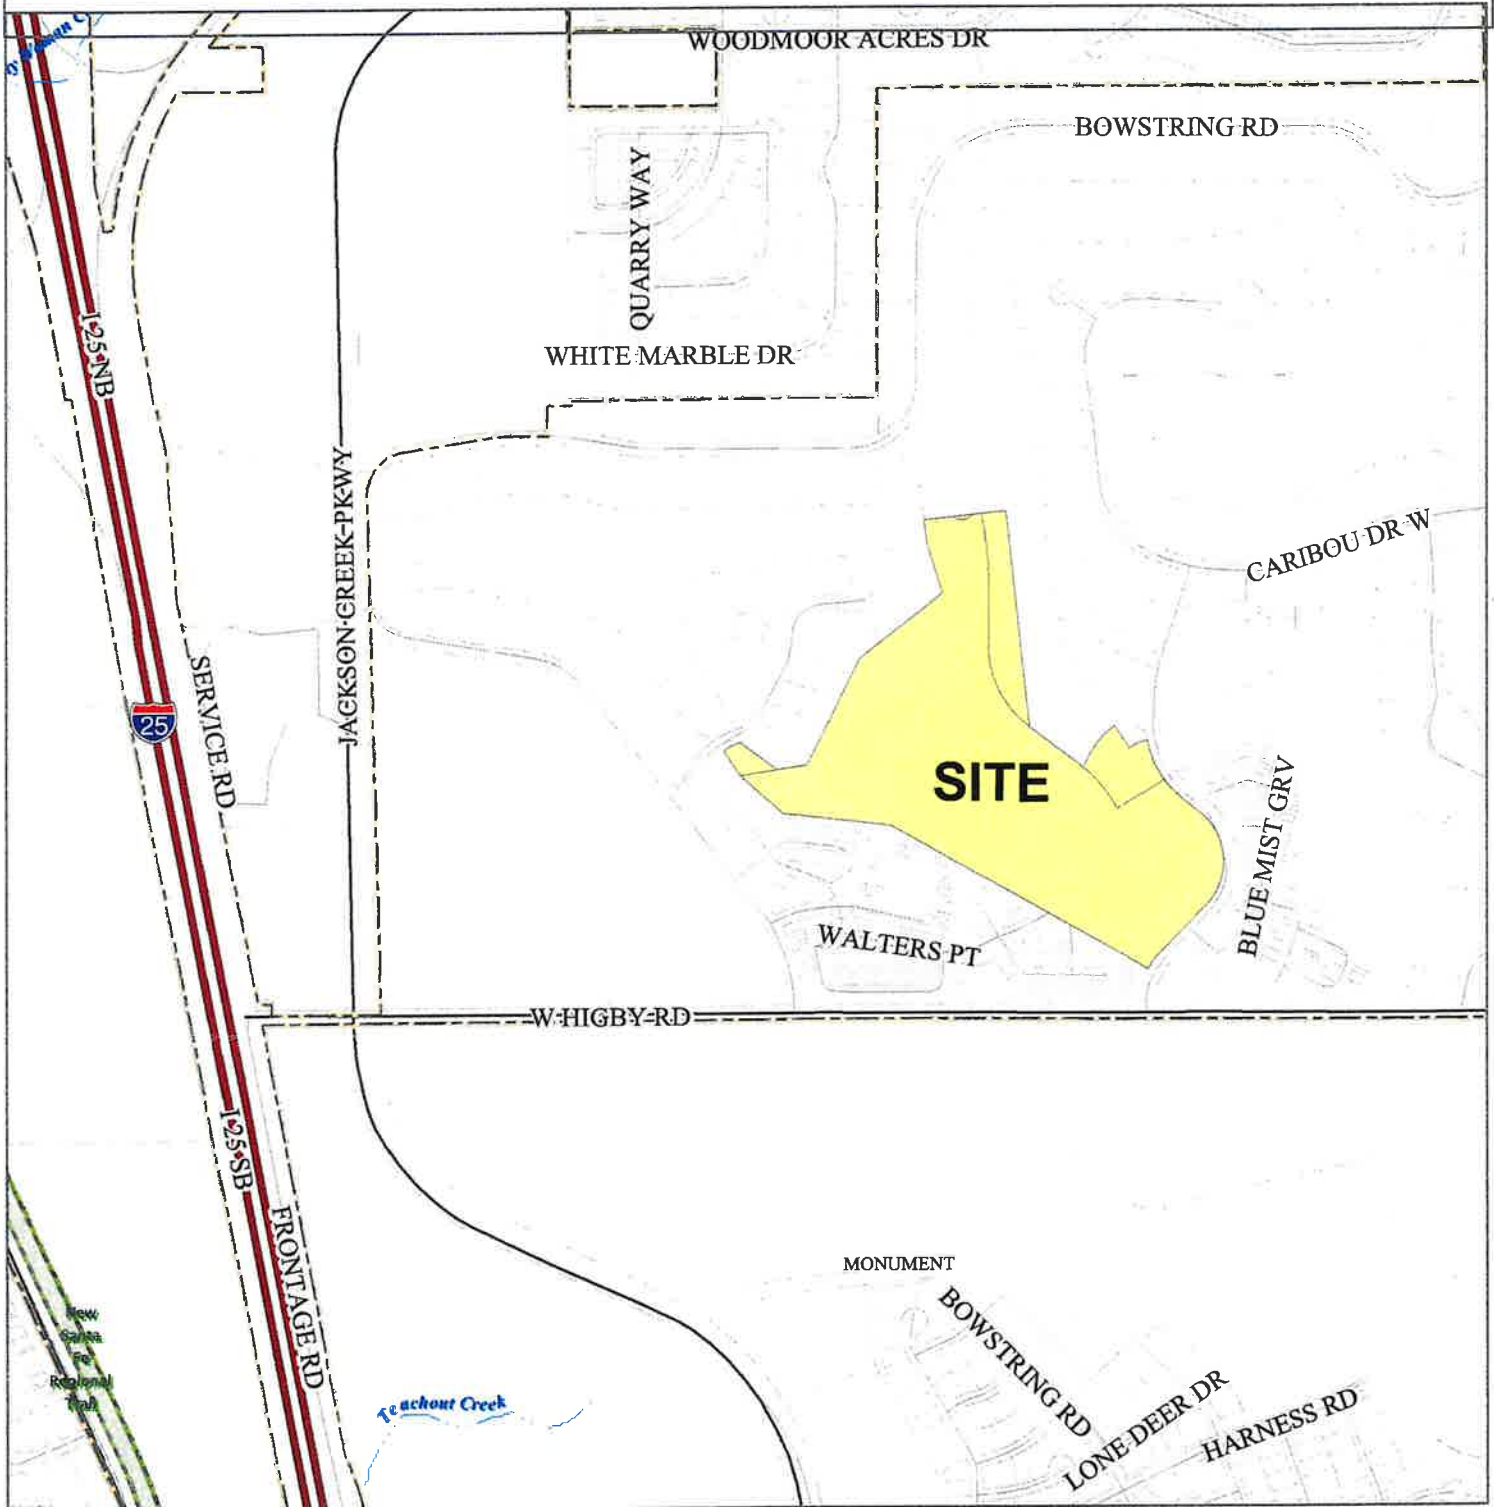 WOODMOOR ACRES DR
BOWSTRING RD
QUARRY WAY
WHITE MARBLE DR
I-25 NB
JACKSON CREEK PKWY
CARIBOU DR W
SERVICE RD
25
SITE
BLUE MIST GRV
WALTERS PT
W HIGBY RD
I-25 SB
FRONTAGE RD
MONUMENT
BOWSTRING RD
LONE DEER DR
HARNESS RD
New
Santa
Fe
Regional
Trail
Teachout Creek